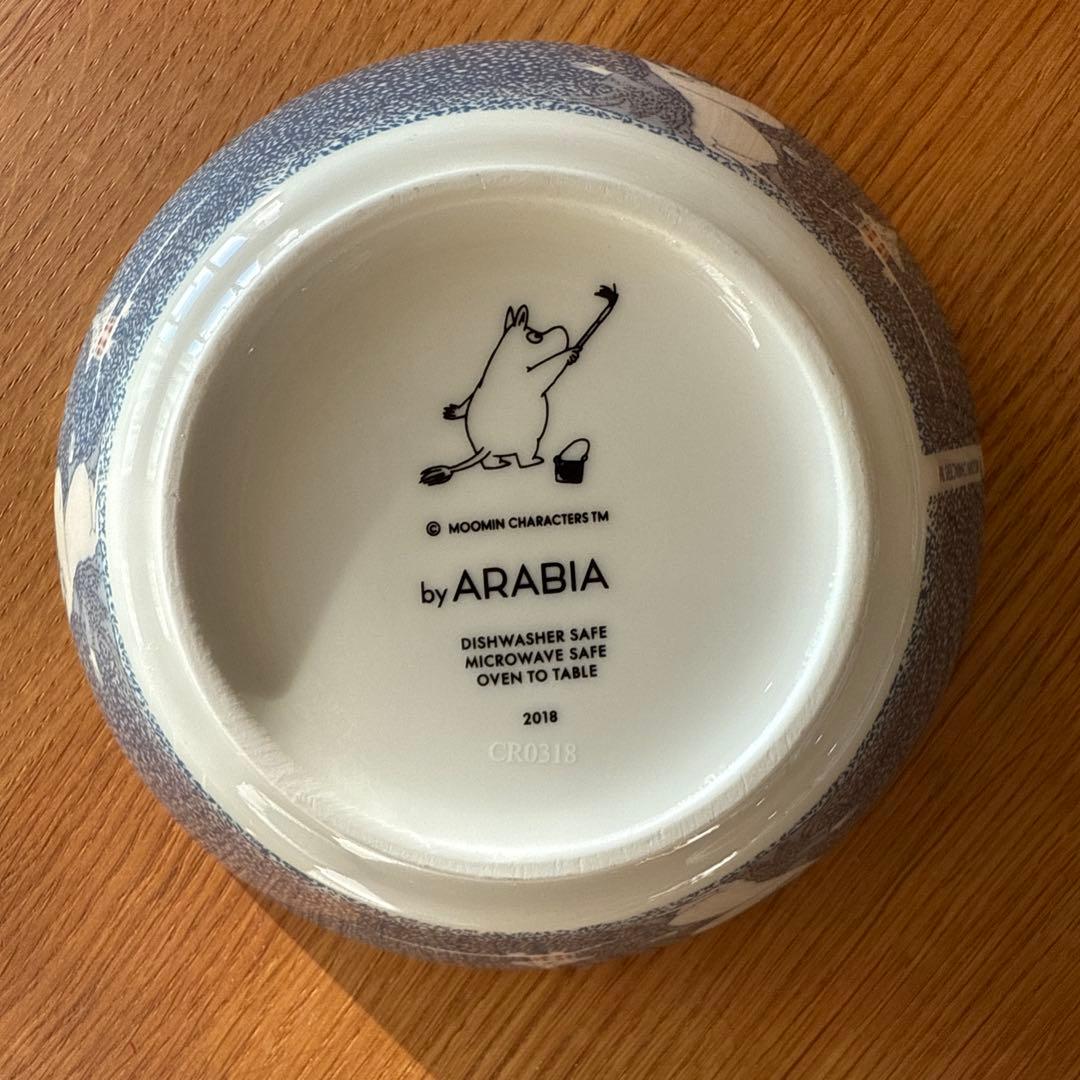 © MOOMIN CHARACTERS TM
by ARABIA
DISHWASHER SAFE
MICROWAVE SAFE
OVEN TO TABLE
2018
CR0318